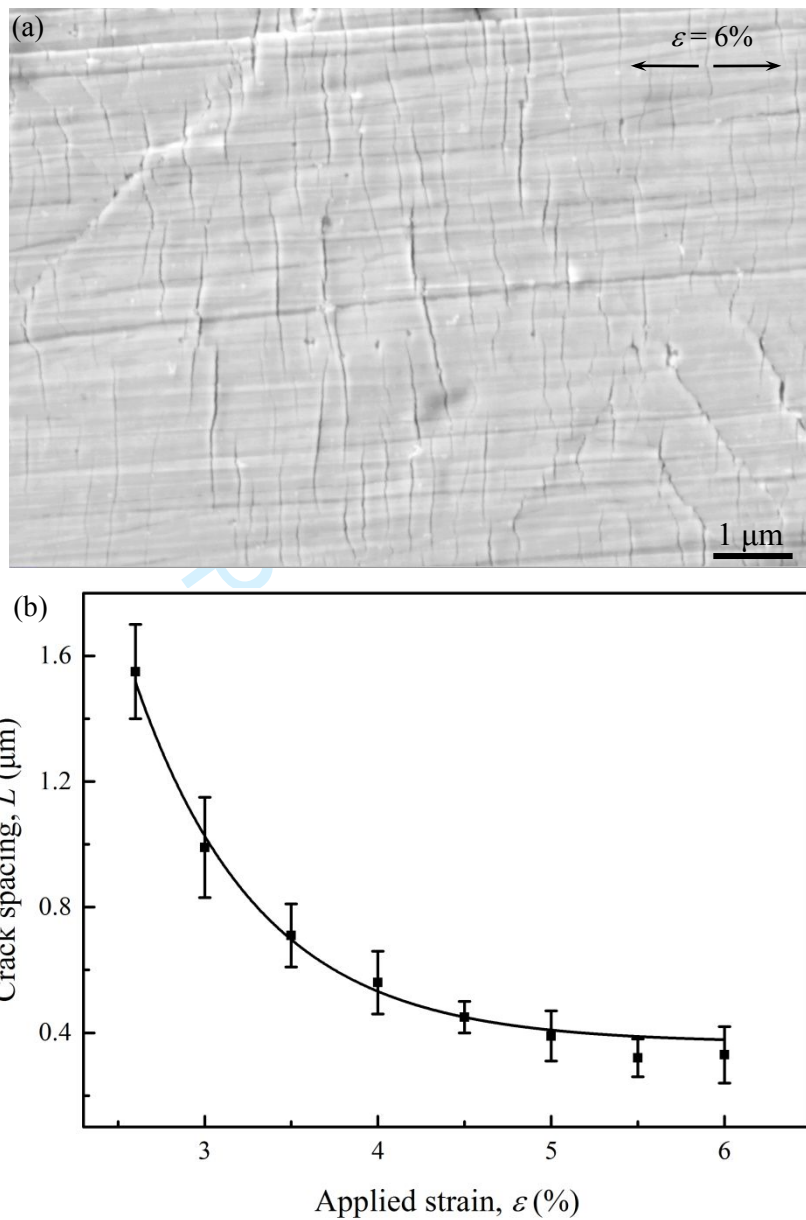 (a)
ε = 6%
1 μm
(b)
1.6
1.2
0.8
0.4
Crack spacing, L (μm)
3
4
5
6
Applied strain, ε (%)